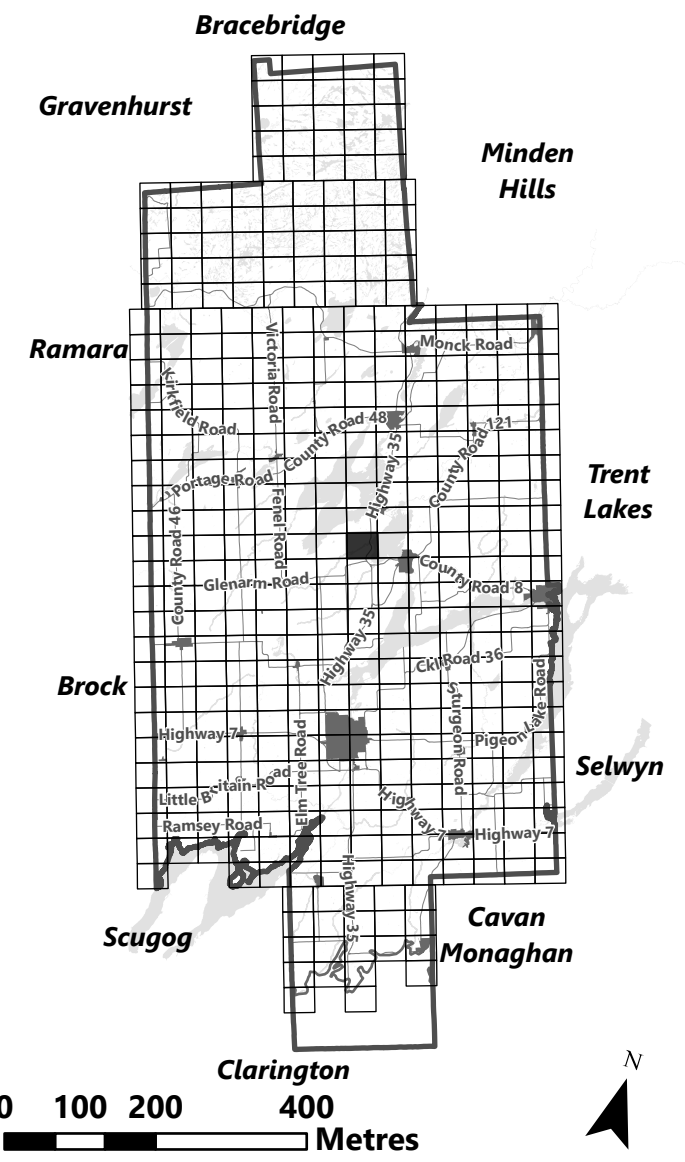 Bracebridge
Gravenhurst
Minden
Hills
Ramara
Victoria Road
Monck Road
Kirkfield Road
County Road 48
Highway 35
County Road 121
Portage Road
Trent
Lakes
County Road 46
Fenel Road
Glenarm Road
County Road 8
Highway 35
Ckl Road 36
Brock
Highway 7
Elm Tree Road
Sturgeon Road
Pigeon Lake Road
Selwyn
Little Britain Road
Highway 7
Ramsey Road
Highway 7
Highway 35
Scugog
Cavan
Monaghan
Clarington
N
0 100 200 400
Metres